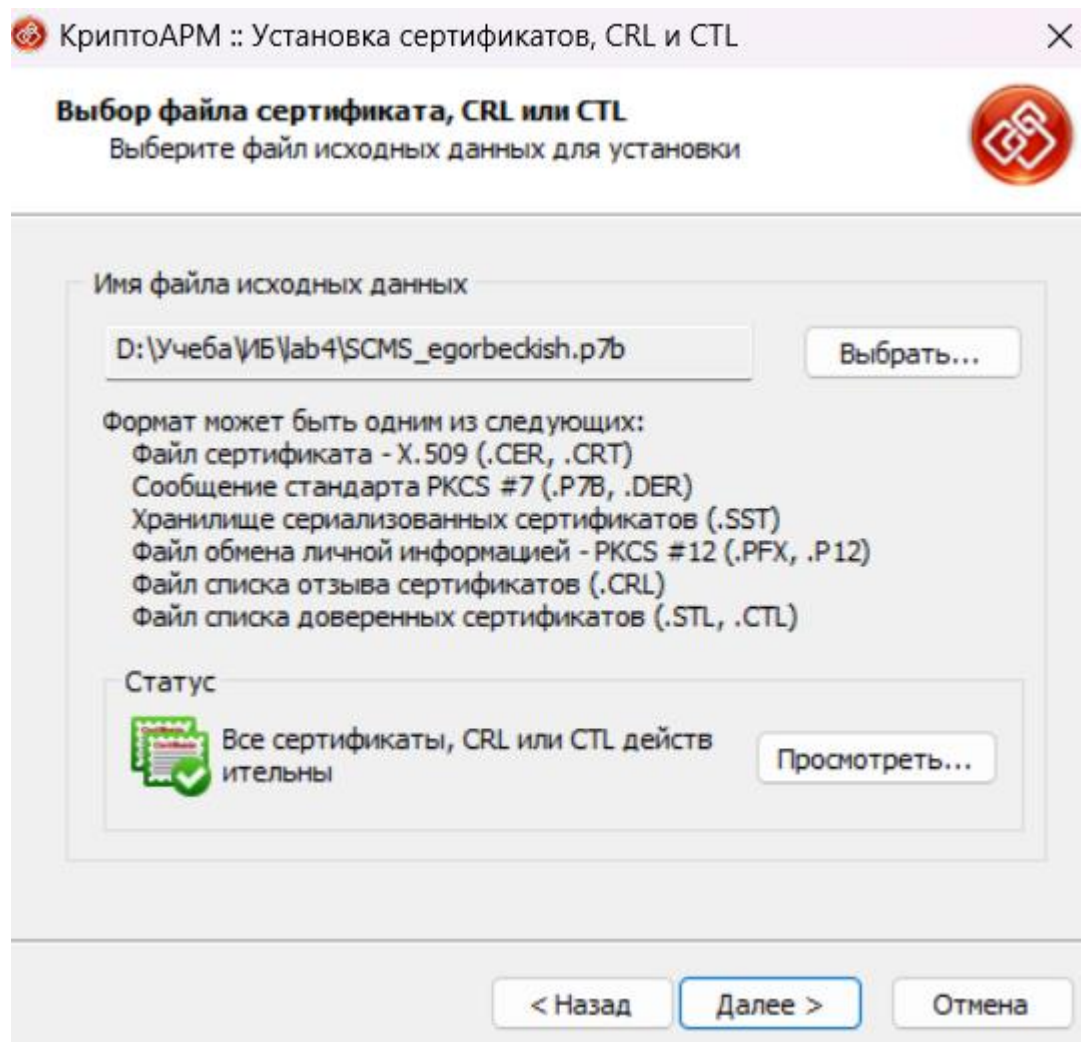 КриптоАРМ :: Установка сертификатов, CRL и CTL
Выбор файла сертификата, CRL или CTL
Выберите файл исходных данных для установки
Имя файла исходных данных
D:\Учеба\ИБ\lab4\SCMS_egorbeckish.p7b
Выбрать...
Формат может быть одним из следующих:
Файл сертификата - X.509 (.CER, .CRT)
Сообщение стандарта PKCS #7 (.P7B, .DER)
Хранилище сериализованных сертификатов (.SST)
Файл обмена личной информацией - PKCS #12 (.PFX, .P12)
Файл списка отзыва сертификатов (.CRL)
Файл списка доверенных сертификатов (.STL, .CTL)
Статус
Все сертификаты, CRL или CTL действ
ительны
Просмотреть...
< Назад
Далее >
Отмена